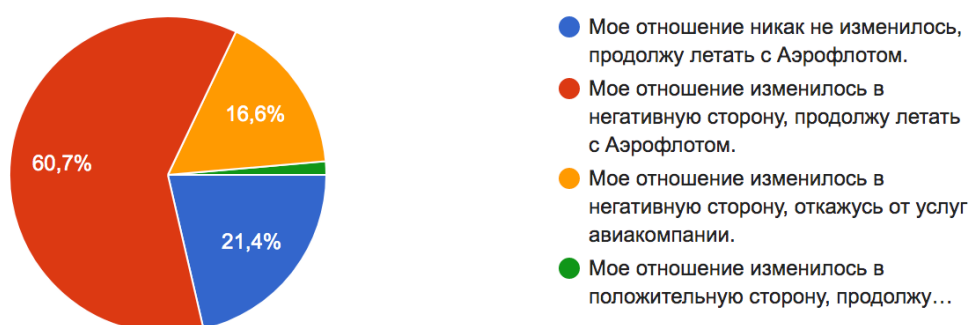 60,7%
16,6%
21,4%
Мое отношение никак не изменилось,
продолжу летать с Аэрофлотом.
Мое отношение изменилось в
негативную сторону, продолжу летать
с Аэрофлотом.
Мое отношение изменилось в
негативную сторону, откажусь от услуг
авиакомпании.
Мое отношение изменилось в
положительную сторону, продолжу…